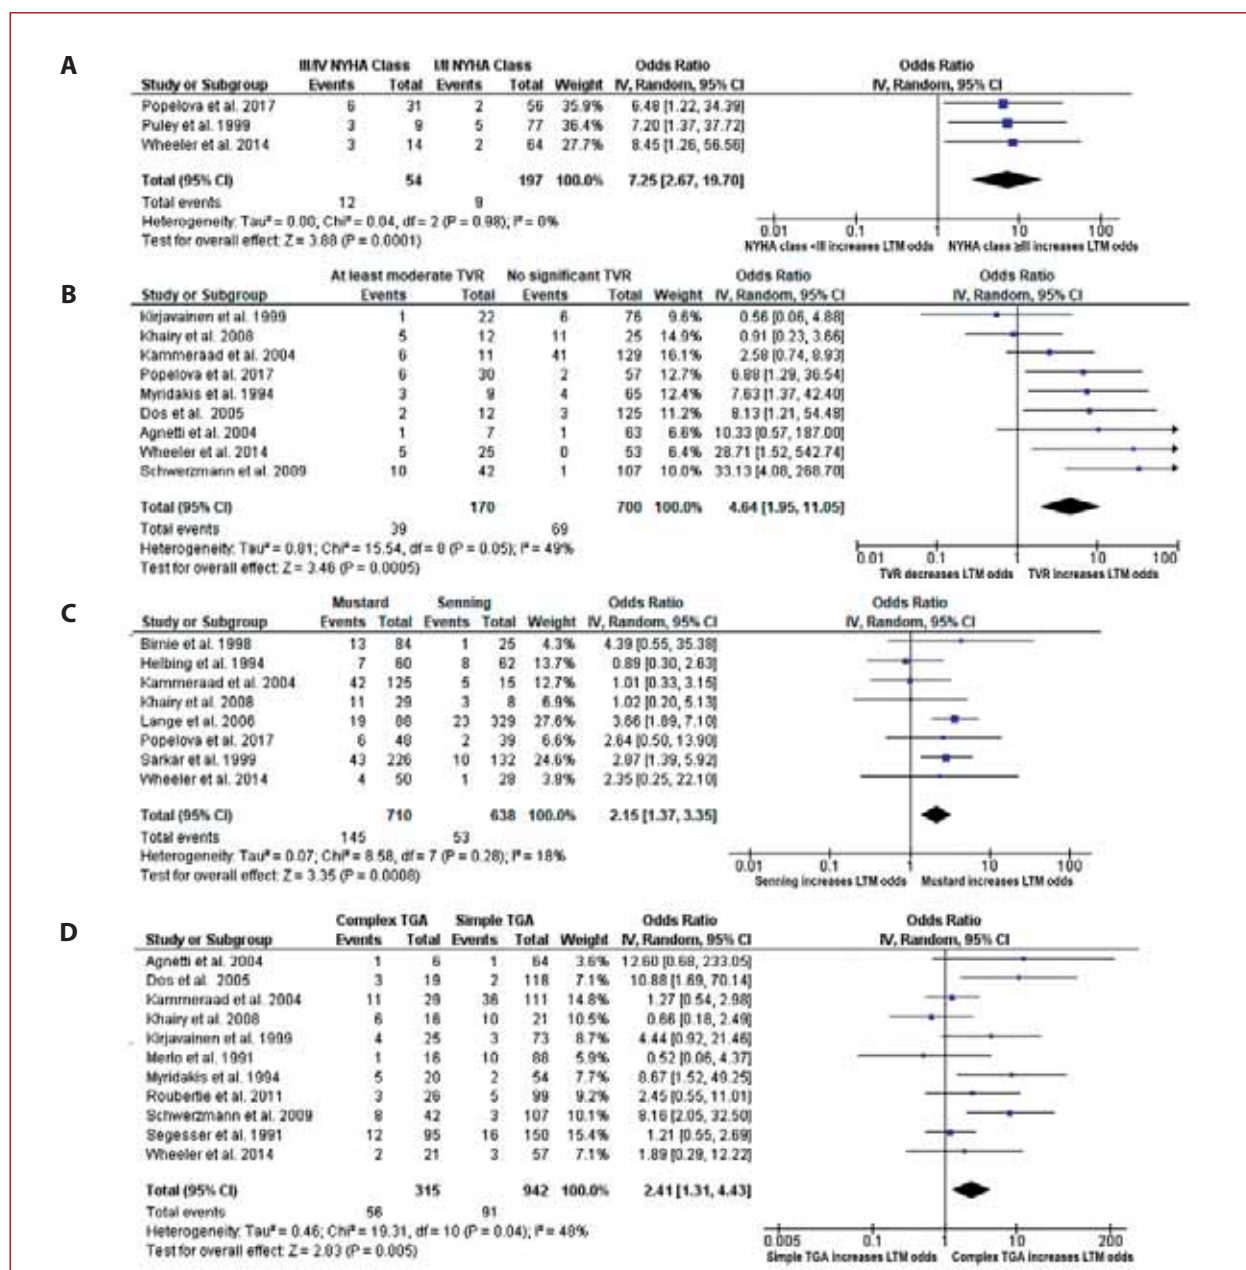 A
III/IV NYHA Class I/II NYHA Class Odds Ratio Odds Ratio
Study or Subgroup Events Total Events Total Weight IV, Random, 95% CI IV, Random, 95% CI
Popelova et al. 2017 6 31 2 56 35.9% 6.48 [1.22, 34.39]
Puley et al. 1999 3 9 5 77 36.4% 7.20 [1.37, 37.72]
Wheeler et al. 2014 3 14 2 64 27.7% 8.45 [1.26, 56.56]
Total (95% CI) 54 197 100.0% 7.25 [2.67, 19.70]
Total events 12 9
Heterogeneity: Tau² = 0.00; Chi² = 0.04, df = 2 (P = 0.98); I² = 0%
Test for overall effect: Z = 3.88 (P = 0.0001)
0.01 0.1 1 10 100
NYHA class <III increases LTM odds NYHA class ≥III increases LTM odds
B
At least moderate TVR No significant TVR Odds Ratio Odds Ratio
Study or Subgroup Events Total Events Total Weight IV, Random, 95% CI IV, Random, 95% CI
Kirjavainen et al. 1999 1 22 6 76 9.6% 0.56 [0.06, 4.88]
Khairy et al. 2008 5 12 11 25 14.9% 0.91 [0.23, 3.66]
Kammeraad et al. 2004 6 11 41 129 16.1% 2.58 [0.74, 8.93]
Popelova et al. 2017 6 30 2 57 12.7% 6.88 [1.29, 36.54]
Myridakis et al. 1994 3 9 4 65 12.4% 7.63 [1.37, 42.40]
Dos et al. 2005 2 12 3 125 11.2% 8.13 [1.21, 54.48]
Agnetti et al. 2004 1 7 1 63 6.6% 10.33 [0.57, 187.00]
Wheeler et al. 2014 5 25 0 53 6.4% 28.71 [1.52, 542.74]
Schwerzmann et al. 2009 10 42 1 107 10.0% 33.13 [4.08, 268.70]
Total (95% CI) 170 700 100.0% 4.64 [1.95, 11.05]
Total events 39 69
Heterogeneity: Tau² = 0.81; Chi² = 15.54, df = 8 (P = 0.05); I² = 49%
Test for overall effect: Z = 3.46 (P = 0.0005)
0.01 0.1 1 10 100
TVR decreases LTM odds TVR increases LTM odds
C
Mustard Senning Odds Ratio Odds Ratio
Study or Subgroup Events Total Events Total Weight IV, Random, 95% CI IV, Random, 95% CI
Birnie et al. 1998 13 84 1 25 4.3% 4.39 [0.55, 35.38]
Helbing et al. 1994 7 60 8 62 13.7% 0.89 [0.30, 2.63]
Kammeraad et al. 2004 42 125 5 15 12.7% 1.01 [0.33, 3.15]
Khairy et al. 2008 11 29 3 8 6.9% 1.02 [0.20, 5.13]
Lange et al. 2006 19 88 23 329 27.6% 3.66 [1.89, 7.10]
Popelova et al. 2017 6 48 2 39 6.6% 2.64 [0.50, 13.90]
Sarkar et al. 1999 43 226 10 132 24.6% 2.87 [1.39, 5.92]
Wheeler et al. 2014 4 50 1 28 3.8% 2.35 [0.25, 22.10]
Total (95% CI) 710 638 100.0% 2.15 [1.37, 3.35]
Total events 145 53
Heterogeneity: Tau² = 0.07; Chi² = 8.58, df = 7 (P = 0.28); I² = 18%
Test for overall effect: Z = 3.35 (P = 0.0008)
0.01 0.1 1 10 100
Senning increases LTM odds Mustard increases LTM odds
D
Complex TGA Simple TGA Odds Ratio Odds Ratio
Study or Subgroup Events Total Events Total Weight IV, Random, 95% CI IV, Random, 95% CI
Agnetti et al. 2004 1 6 1 64 3.6% 12.60 [0.68, 233.05]
Dos et al. 2005 3 19 2 118 7.1% 10.88 [1.69, 70.14]
Kammeraad et al. 2004 11 29 36 111 14.8% 1.27 [0.54, 2.98]
Khairy et al. 2008 6 16 10 21 10.5% 0.66 [0.18, 2.49]
Kirjavainen et al. 1999 4 25 3 73 8.7% 4.44 [0.92, 21.46]
Merlo et al. 1991 1 16 10 88 5.9% 0.52 [0.06, 4.37]
Myridakis et al. 1994 5 20 2 54 7.7% 8.67 [1.52, 49.25]
Roubertie et al. 2011 3 26 5 99 9.2% 2.45 [0.55, 11.01]
Schwerzmann et al. 2009 8 42 3 107 10.1% 8.16 [2.05, 32.50]
Segesser et al. 1991 12 95 16 150 15.4% 1.21 [0.55, 2.69]
Wheeler et al. 2014 2 21 3 57 7.1% 1.89 [0.29, 12.22]
Total (95% CI) 315 942 100.0% 2.41 [1.31, 4.43]
Total events 56 91
Heterogeneity: Tau² = 0.46; Chi² = 19.31, df = 10 (P = 0.04); I² = 48%
Test for overall effect: Z = 2.83 (P = 0.005)
0.005 0.1 1 10 200
Simple TGA increases LTM odds Complex TGA increases LTM odds